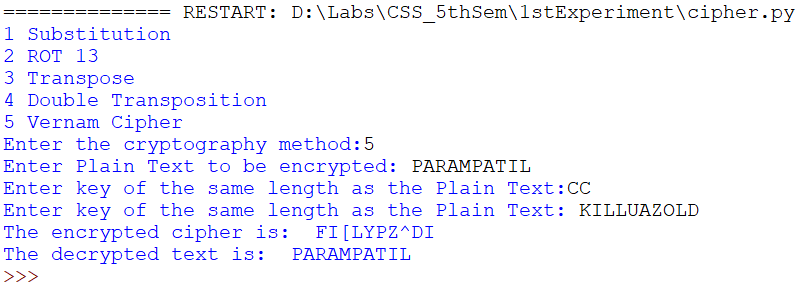 ============== RESTART: D:\Labs\CSS_5thSem\1stExperiment\cipher.py
1 Substitution
2 ROT 13
3 Transpose
4 Double Transposition
5 Vernam Cipher
Enter the cryptography method:5
Enter Plain Text to be encrypted: PARAMPATIL
Enter key of the same length as the Plain Text:CC
Enter key of the same length as the Plain Text: KILLUAZOLD
The encrypted cipher is:  FI[LYPZ^DI
The decrypted text is:  PARAMPATIL
>>>